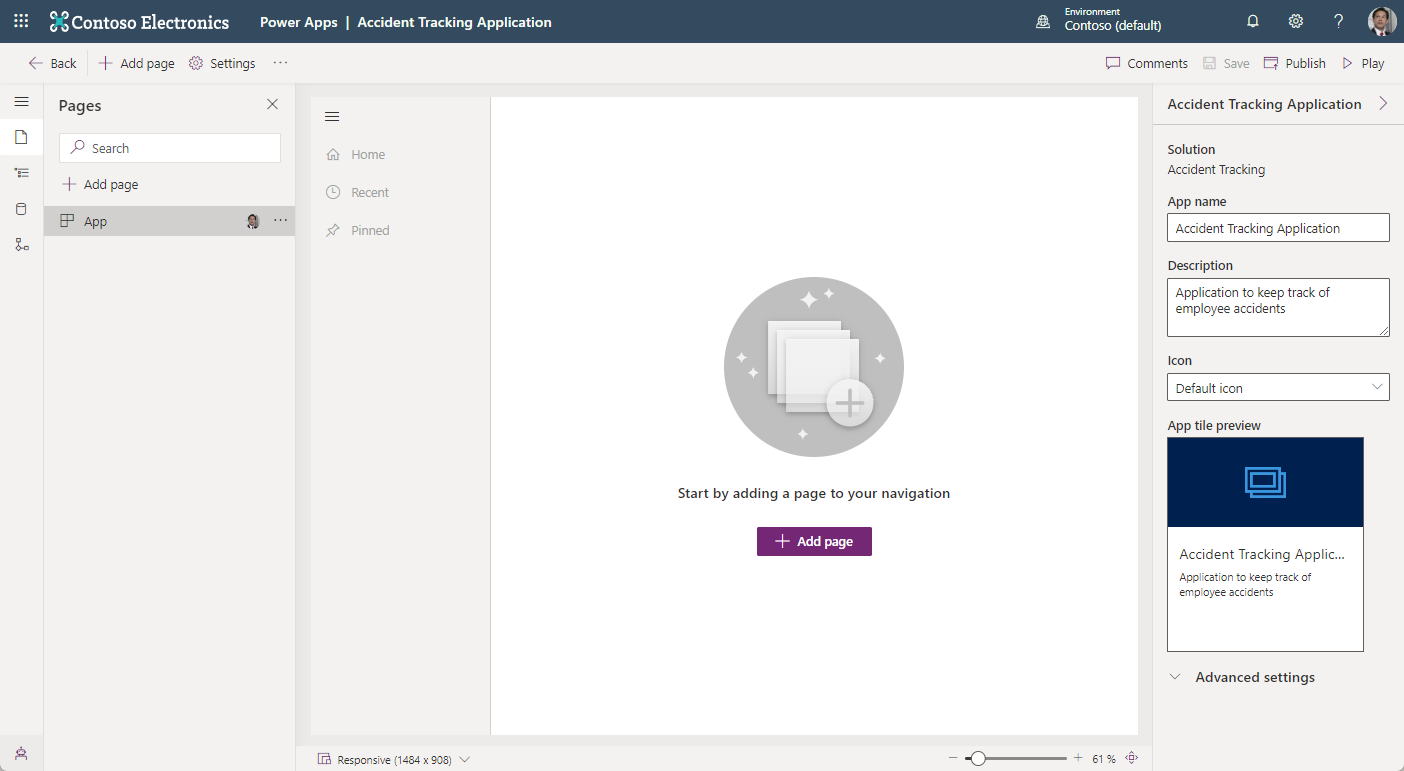 Contoso Electronics
Power Apps | Accident Tracking Application
Environment
Contoso (default)
?
Back
Add page
Settings
...
Comments
Save
Publish
Play
Pages
Search
Add page
App
...
Home
Recent
Pinned
Start by adding a page to your navigation
Add page
Responsive (1484 x 908)
61 %
Accident Tracking Application
Solution
Accident Tracking
App name
Accident Tracking Application
Description
Application to keep track of
employee accidents
Icon
Default icon
App tile preview
Accident Tracking Applic...
Application to keep track of
employee accidents
Advanced settings